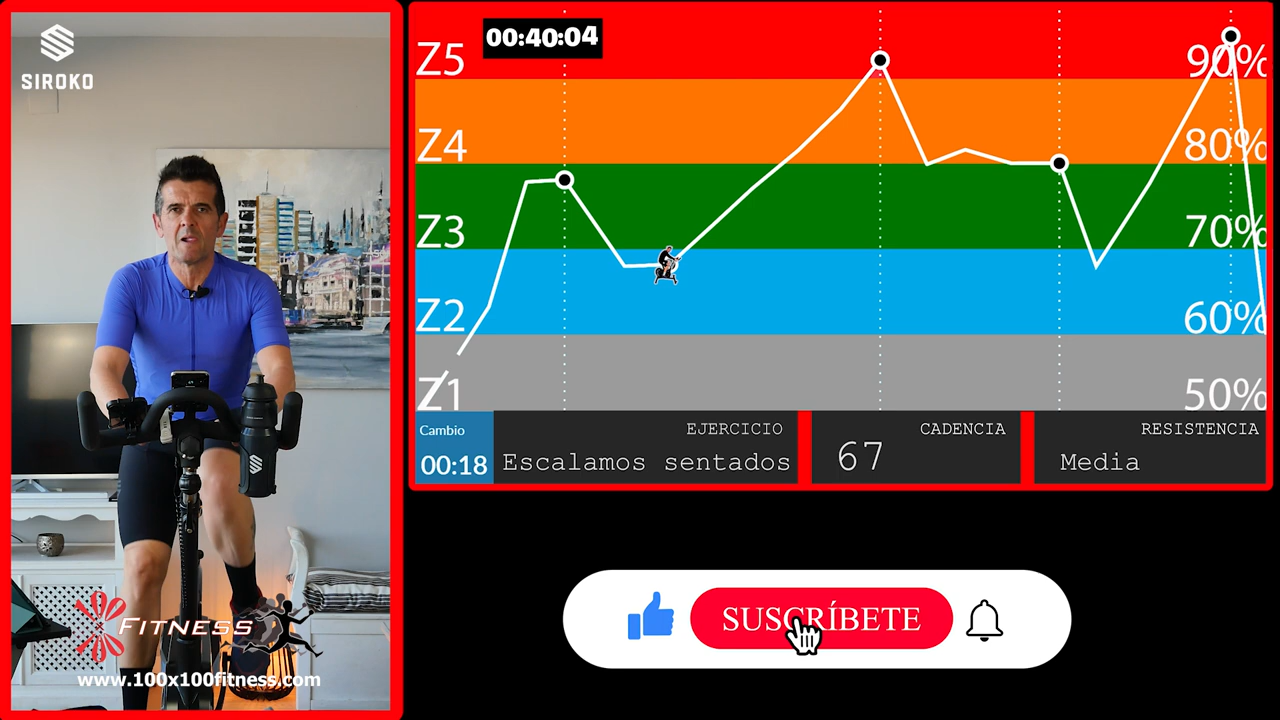 SIROKO
FITNESS
www.100x100fitness.com
00:40:04
Z5
90%
Z4
80%
Z3
70%
Z2
60%
Z1
50%
Cambio
00:18
EJERCICIO
Escalamos sentados
CADENCIA
67
RESISTENCIA
Media
SUSCRÍBETE